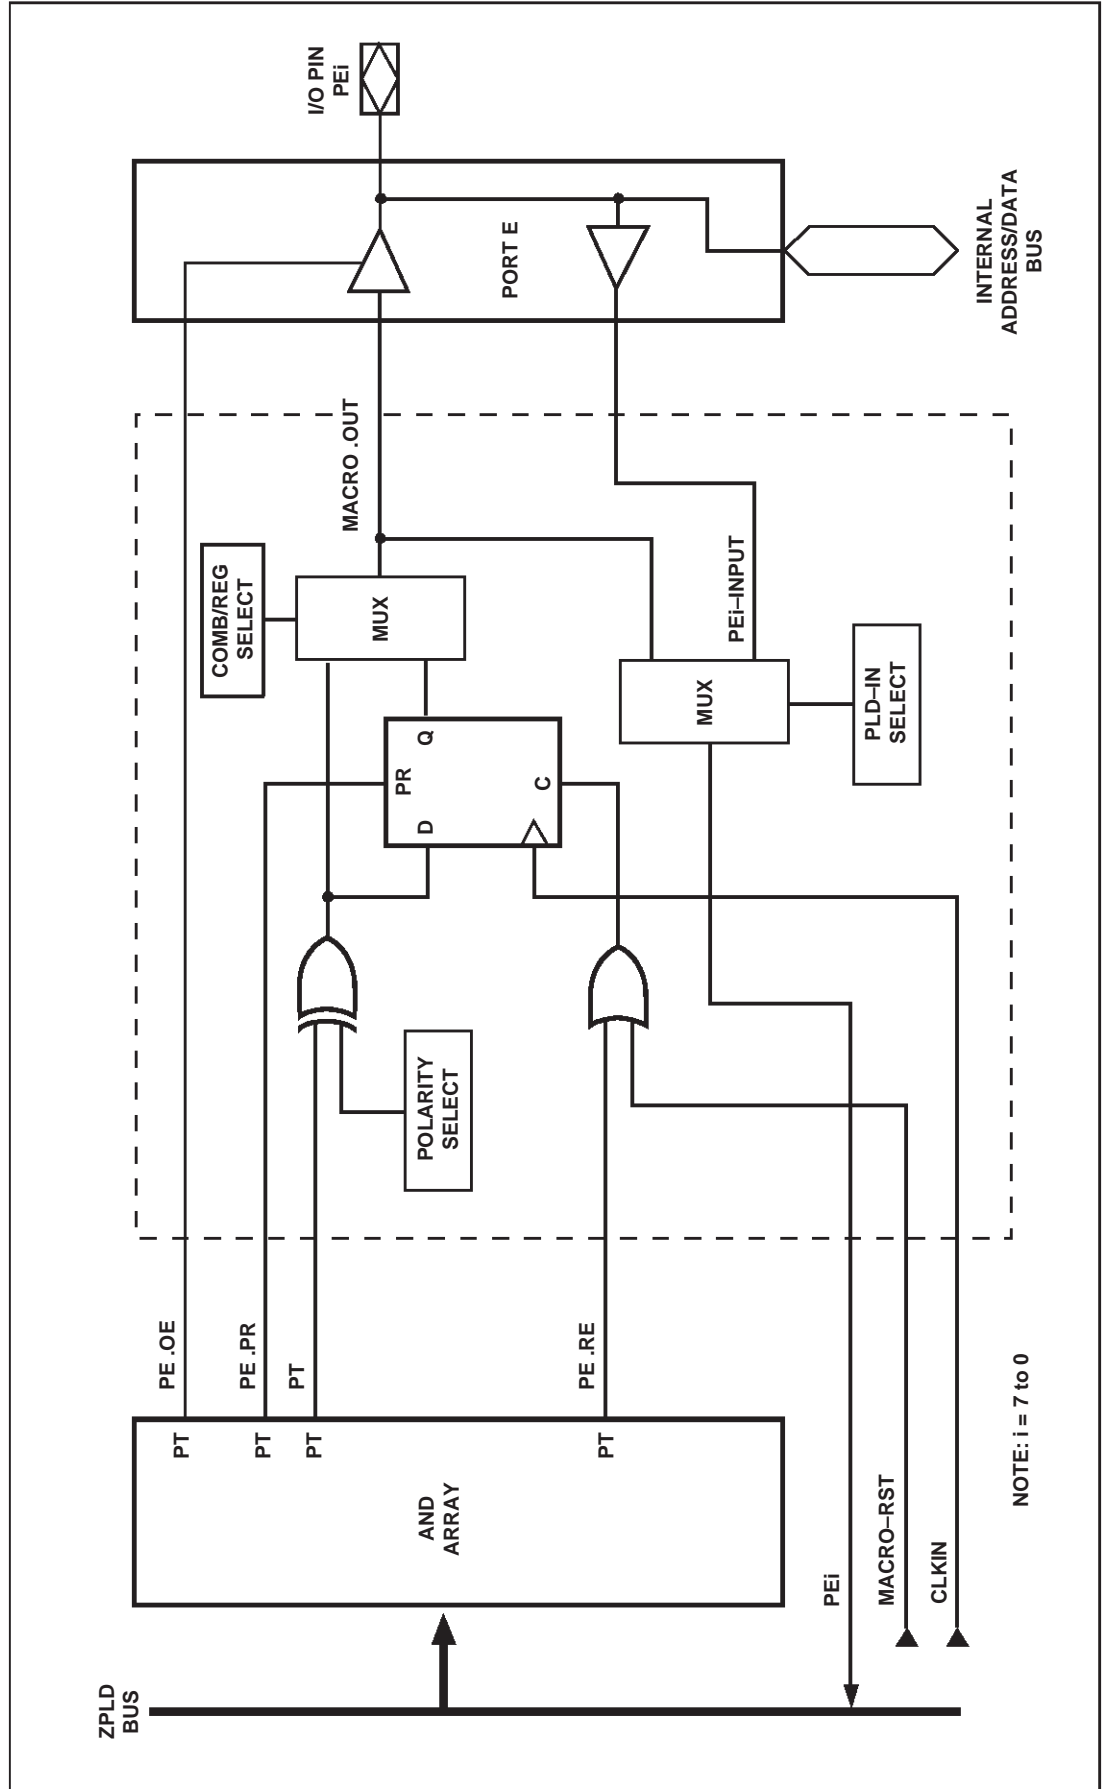 ZPLD
BUS
AND
ARRAY
PT
PT
PT
PT
PE .OE
PE .PR
PT
PE .RE
PEi
MACRO–RST
CLKIN
NOTE: i = 7 to 0
POLARITY
SELECT
D
PR
Q
C
COMB/REG
SELECT
MUX
MACRO .OUT
MUX
PEi–INPUT
PLD–IN
SELECT
PORT E
I/O PIN
PEi
INTERNAL
ADDRESS/DATA
BUS